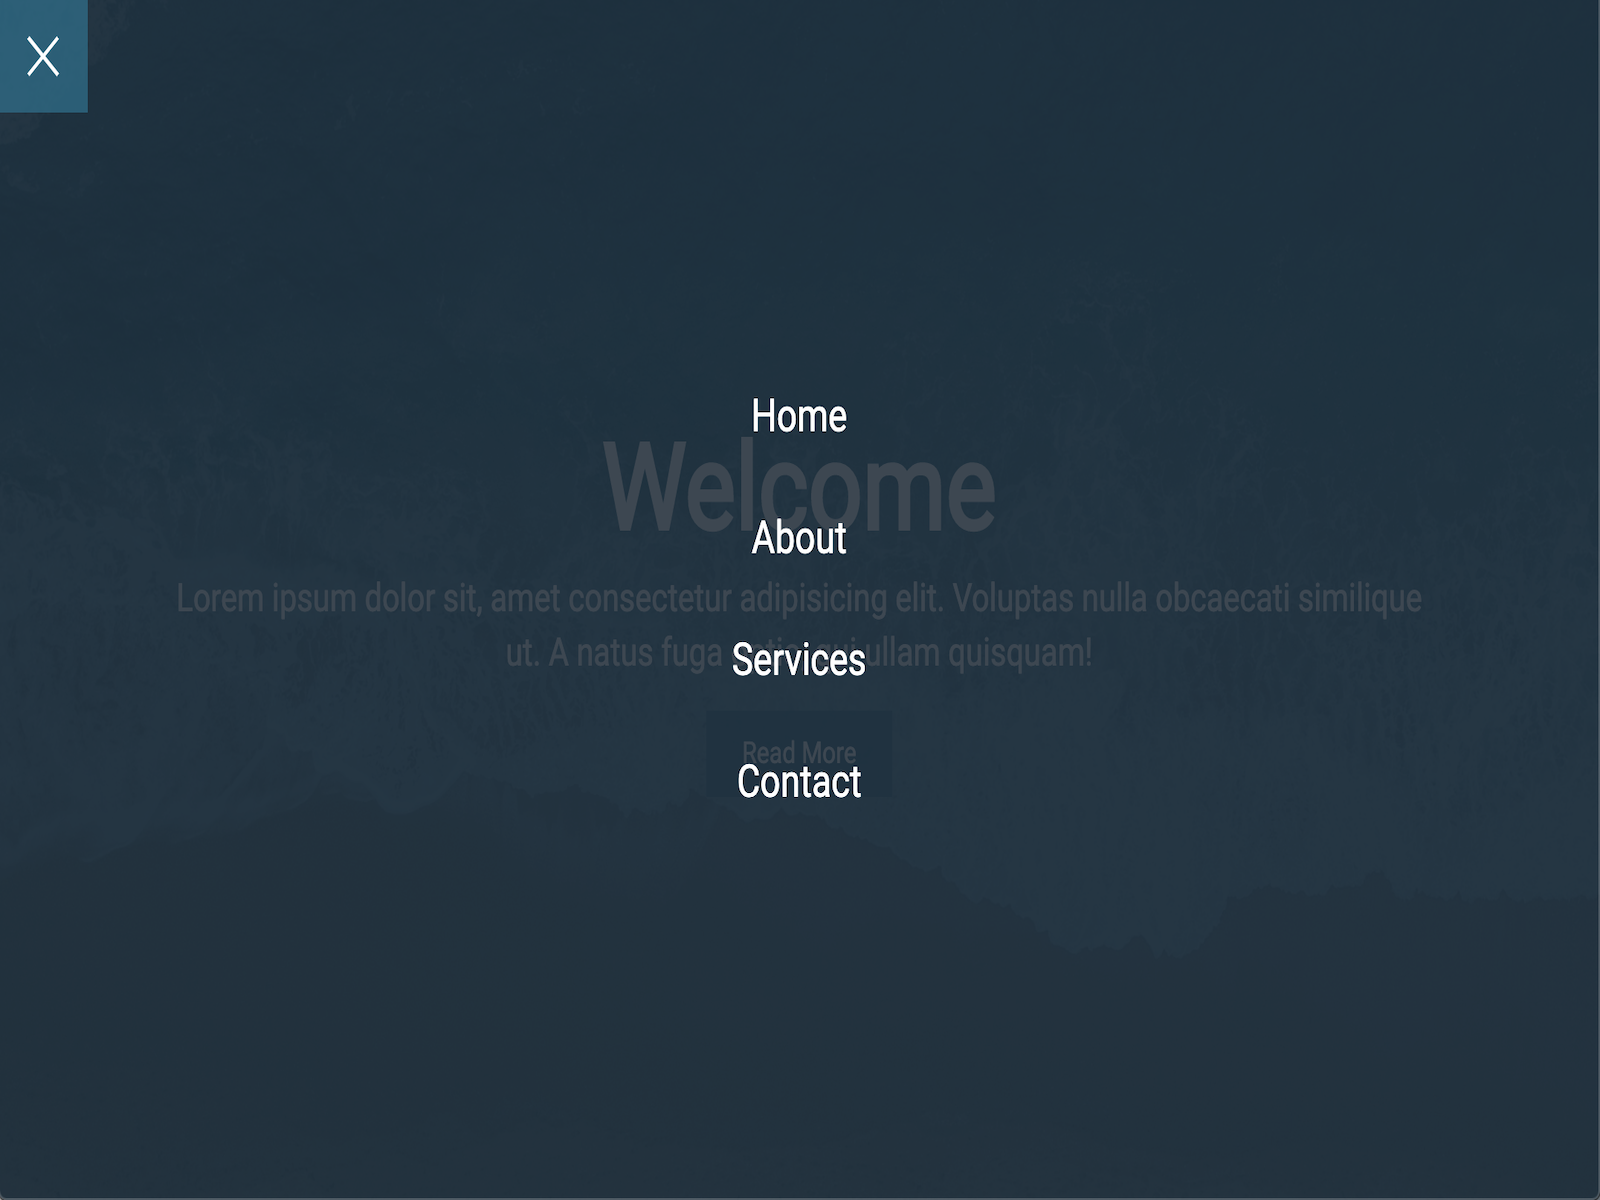 Home
Welcome
About
Lorem ipsum dolor sit, amet consectetur adipisicing elit. Voluptas nulla obcaecati similique
ut. A natus fuga ullam quisquam!
Services
Read More
Contact